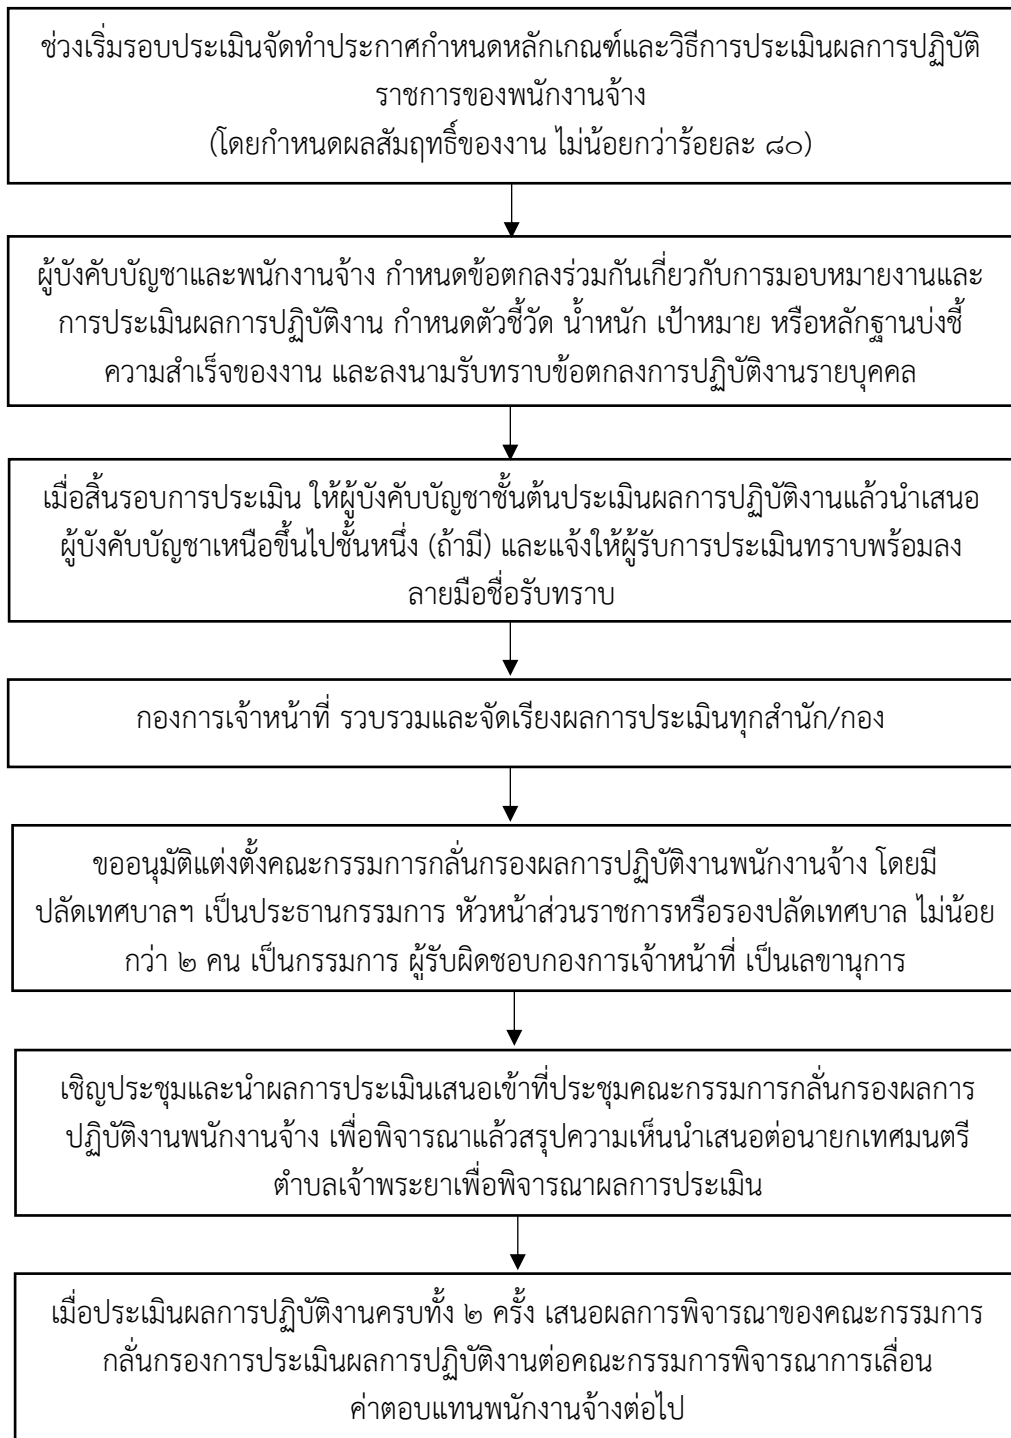 ช่วงเริ่มรอบประเมินจัดทำประกาศกำหนดหลักเกณฑ์และวิธีการประเมินผลการปฏิบัติ
ราชการของพนักงานจ้าง
(โดยกำหนดผลสัมฤทธิ์ของงาน ไม่น้อยกว่าร้อยละ ๘๐)
ผู้บังคับบัญชาและพนักงานจ้าง กำหนดข้อตกลงร่วมกันเกี่ยวกับการมอบหมายงานและ
การประเมินผลการปฏิบัติงาน กำหนดตัวชี้วัด น้ำหนัก เป้าหมาย หรือหลักฐานบ่งชี้
ความสำเร็จของงาน และลงนามรับทราบข้อตกลงการปฏิบัติงานรายบุคคล
เมื่อสิ้นรอบการประเมิน ให้ผู้บังคับบัญชาชั้นต้นประเมินผลการปฏิบัติงานแล้วนำเสนอ
ผู้บังคับบัญชาเหนือขึ้นไปชั้นหนึ่ง (ถ้ามี) และแจ้งให้ผู้รับการประเมินทราบพร้อมลง
ลายมือชื่อรับทราบ
กองการเจ้าหน้าที่ รวบรวมและจัดเรียงผลการประเมินทุกสำนัก/กอง
ขออนุมัติแต่งตั้งคณะกรรมการกลั่นกรองผลการปฏิบัติงานพนักงานจ้าง โดยมี
ปลัดเทศบาลฯ เป็นประธานกรรมการ หัวหน้าส่วนราชการหรือรองปลัดเทศบาล ไม่น้อย
กว่า ๒ คน เป็นกรรมการ ผู้รับผิดชอบกองการเจ้าหน้าที่ เป็นเลขานุการ
เชิญประชุมและนำผลการประเมินเสนอเข้าที่ประชุมคณะกรรมการกลั่นกรองผลการ
ปฏิบัติงานพนักงานจ้าง เพื่อพิจารณาแล้วสรุปความเห็นนำเสนอต่อนายกเทศมนตรี
ตำบลเจ้าพระยาเพื่อพิจารณาผลการประเมิน
เมื่อประเมินผลการปฏิบัติงานครบทั้ง ๒ ครั้ง เสนอผลการพิจารณาของคณะกรรมการ
กลั่นกรองการประเมินผลการปฏิบัติงานต่อคณะกรรมการพิจารณาการเลื่อน
ค่าตอบแทนพนักงานจ้างต่อไป